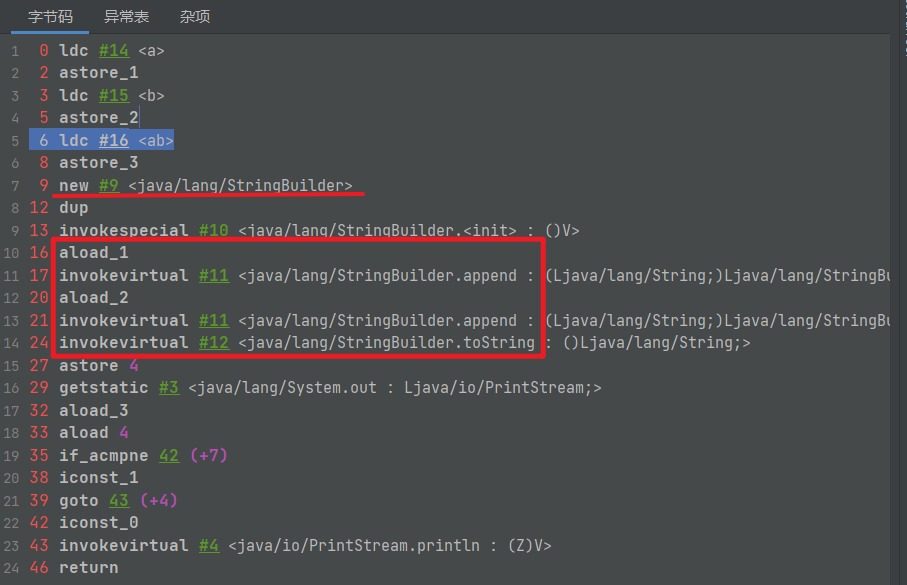 字节码 异常表 杂项
1 0 ldc #14 <a>
2 2 astore_1
3 3 ldc #15 <b>
4 5 astore_2
5 6 ldc #16 <ab>
6 8 astore_3
7 9 new #9 <java/lang/StringBuilder>
8 12 dup
9 13 invokespecial #10 <java/lang/StringBuilder.<init> : ()V>
10 16 aload_1
11 17 invokevirtual #11 <java/lang/StringBuilder.append : (Ljava/lang/String;)Ljava/lang/StringBu
12 20 aload_2
13 21 invokevirtual #11 <java/lang/StringBuilder.append : (Ljava/lang/String;)Ljava/lang/StringBu
14 24 invokevirtual #12 <java/lang/StringBuilder.toString : ()Ljava/lang/String;>
15 27 astore 4
16 29 getstatic #3 <java/lang/System.out : Ljava/io/PrintStream;>
17 32 aload_3
18 33 aload 4
19 35 if_acmpne 42 (+7)
20 38 iconst_1
21 39 goto 43 (+4)
22 42 iconst_0
23 43 invokevirtual #4 <java/io/PrintStream.println : (Z)V>
24 46 return